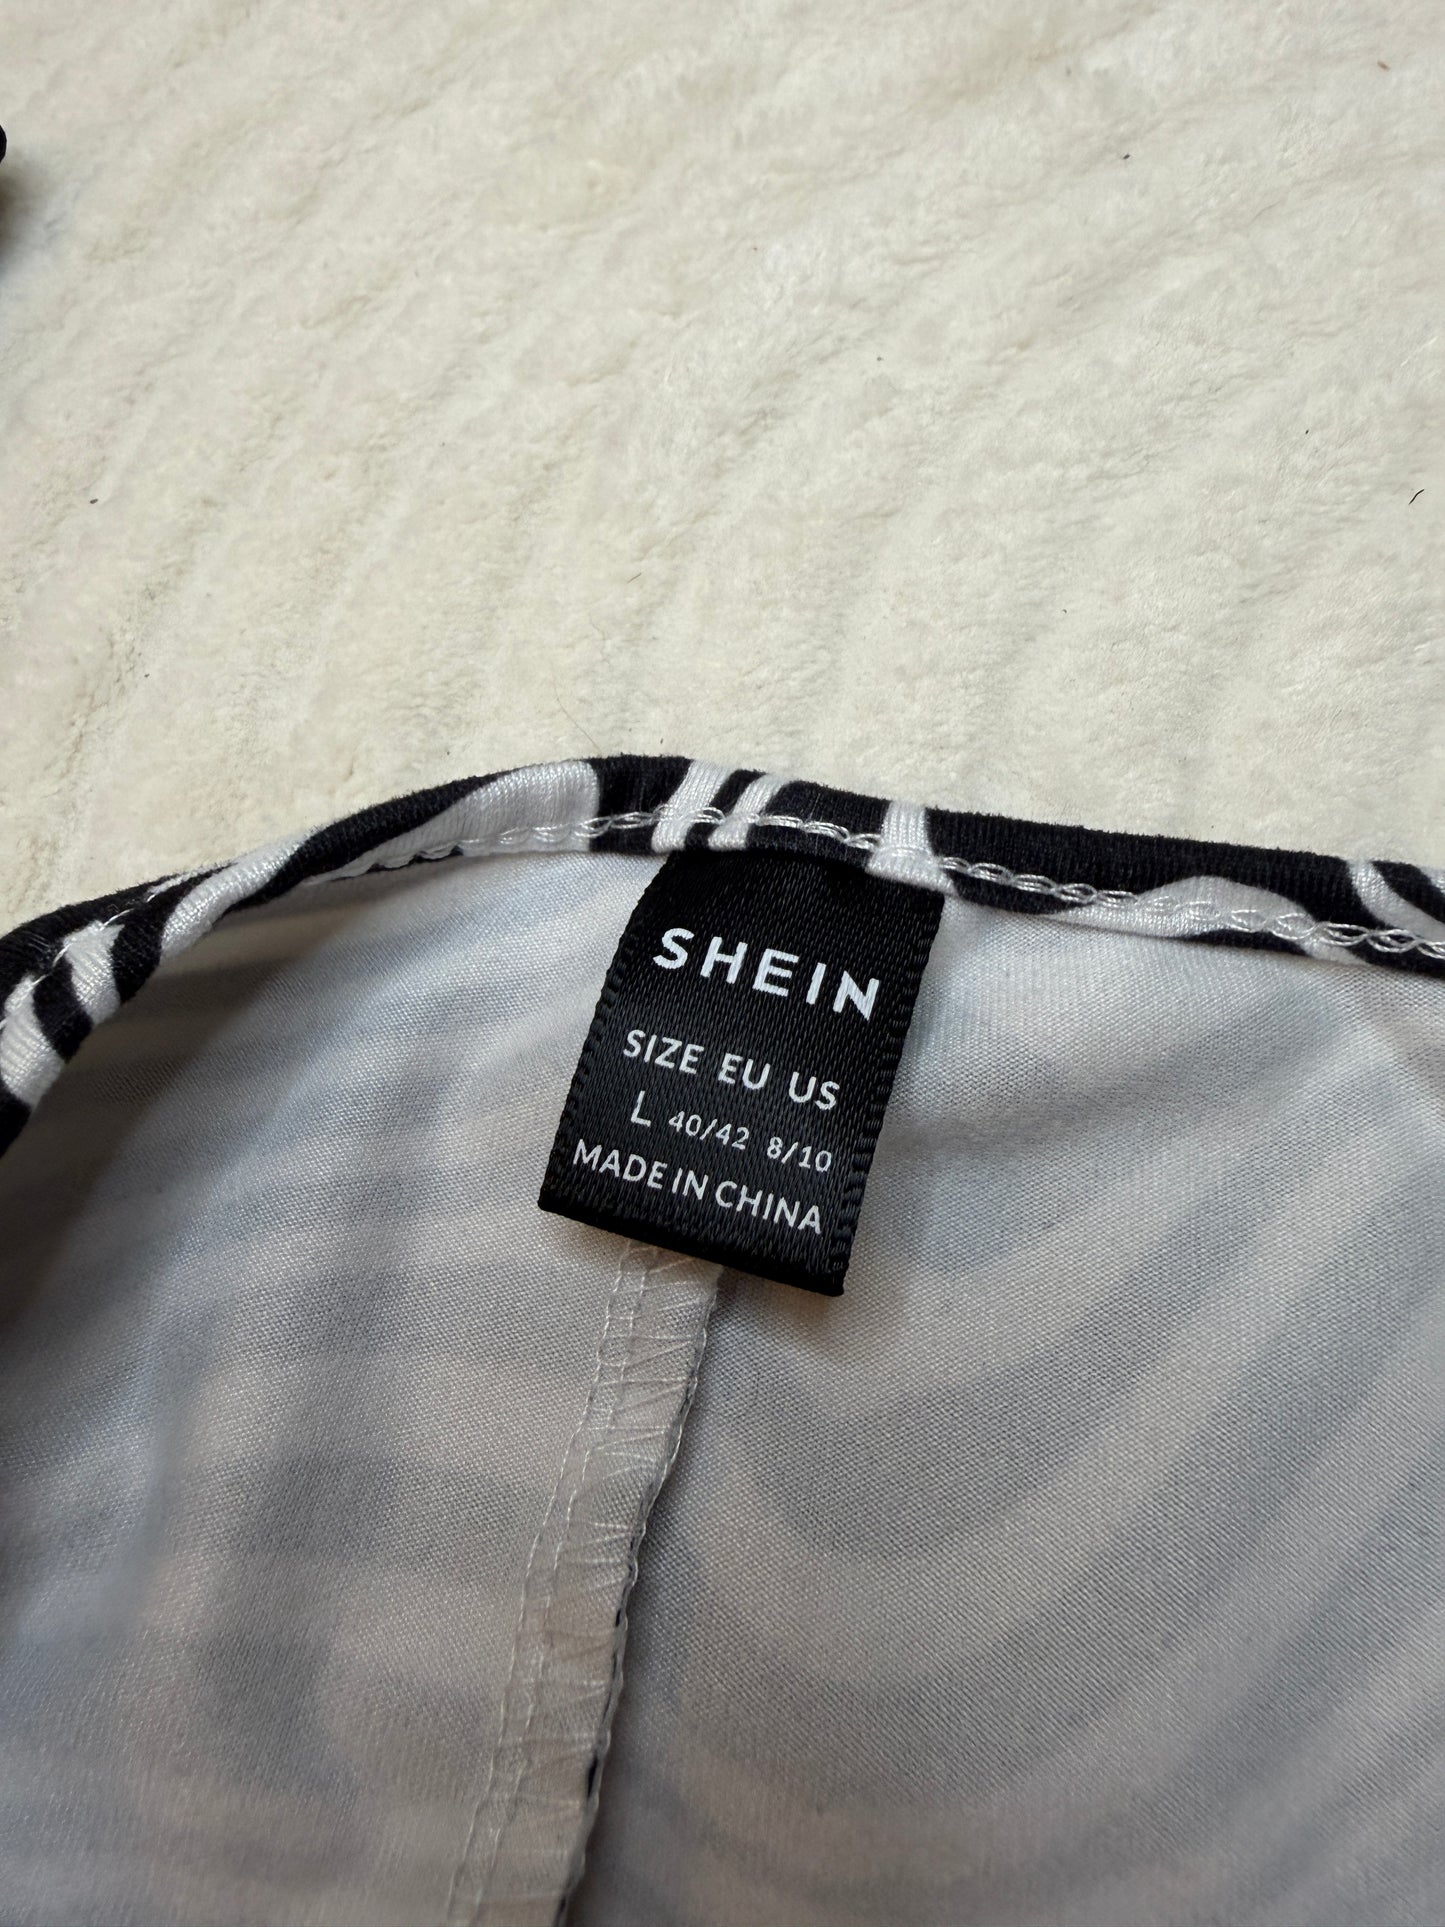 SHEIN
SIZE EU US
L 40/42 8/10
MADE IN CHINA